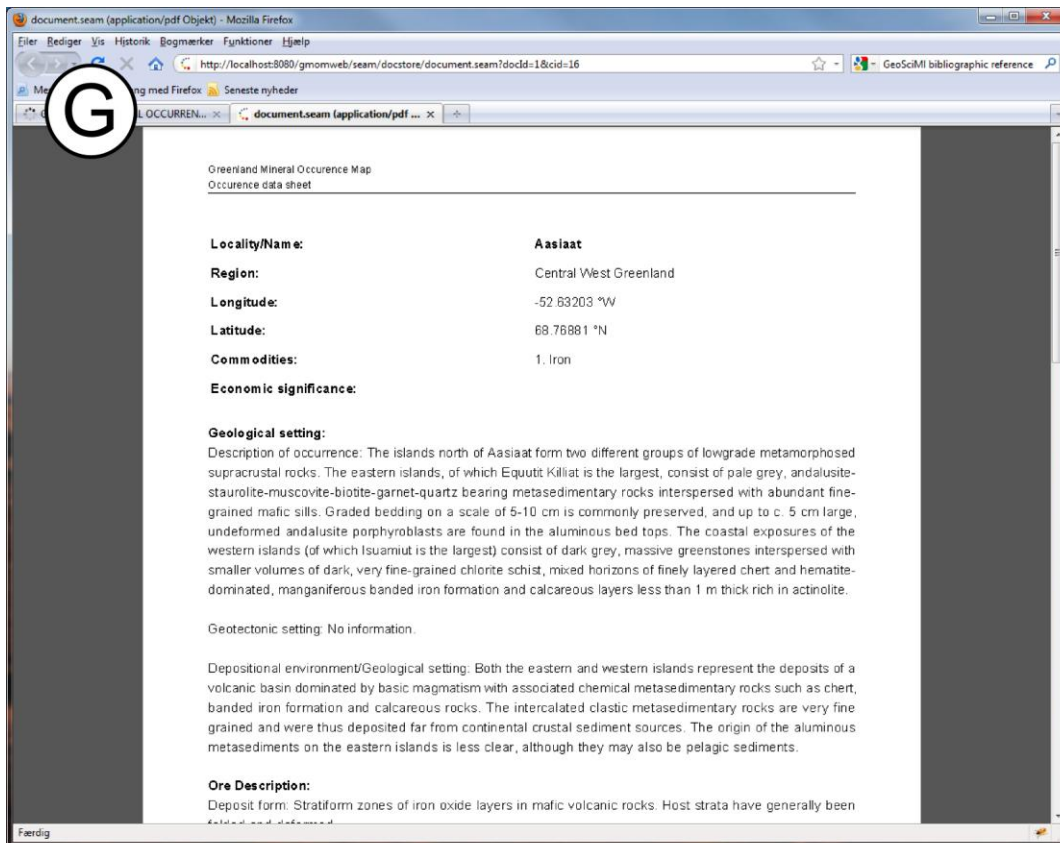 document.seam (application/pdf Objekt) - Mozilla Firefox
Filer Rediger Vis Historik Bogmærker Funktioner Hjælp
http://localhost:8080/gmomweb/seam/docstore/document.seam?docId=1&cid=16 GeoSciMl bibliographic reference
ng med Firefox Seneste nyheder
L OCCURREN... document.seam (application/pdf ...
G
Greenland Mineral Occurence Map
Occurence data sheet
Locality/Name: Aasiaat
Region: Central West Greenland
Longitude: -52.63203 °W
Latitude: 68.76881 °N
Commodities: 1. Iron
Economic significance:
Geological setting:
Description of occurrence: The islands north of Aasiaat form two different groups of lowgrade metamorphosed
supracrustal rocks. The eastern islands, of which Equutit Killiat is the largest, consist of pale grey, andalusite-
staurolite-muscovite-biotite-garnet-quartz bearing metasedimentary rocks interspersed with abundant fine-
grained mafic sills. Graded bedding on a scale of 5-10 cm is commonly preserved, and up to c. 5 cm large,
undeformed andalusite porphyroblasts are found in the aluminous bed tops. The coastal exposures of the
western islands (of which Isuamiut is the largest) consist of dark grey, massive greenstones interspersed with
smaller volumes of dark, very fine-grained chlorite schist, mixed horizons of finely layered chert and hematite-
dominated, manganiferous banded iron formation and calcareous layers less than 1 m thick rich in actinolite.
Geotectonic setting: No information.
Depositional environment/Geological setting: Both the eastern and western islands represent the deposits of a
volcanic basin dominated by basic magmatism with associated chemical metasedimentary rocks such as chert,
banded iron formation and calcareous rocks. The intercalated clastic metasedimentary rocks are very fine
grained and were thus deposited far from continental crustal sediment sources. The origin of the aluminous
metasediments on the eastern islands is less clear, although they may also be pelagic sediments.
Ore Description:
Deposit form: Stratiform zones of iron oxide layers in mafic volcanic rocks. Host strata have generally been
folded and deformed
Færdig